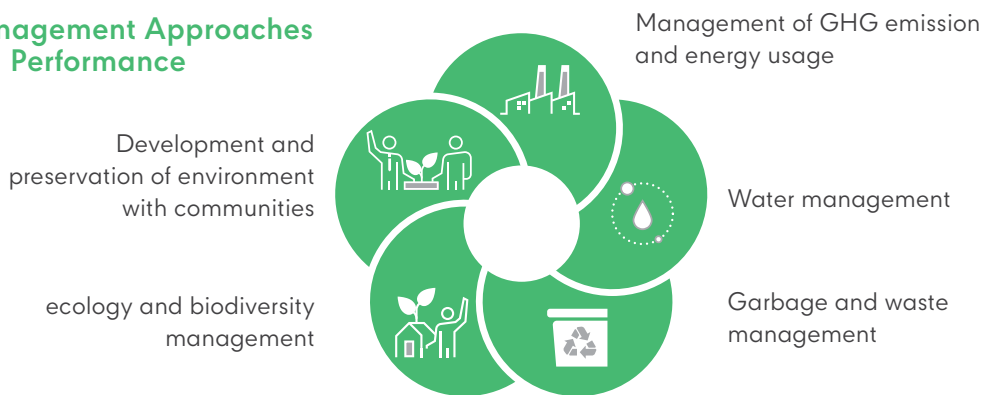 nagement Approaches
Performance
Management of GHG emission
and energy usage
Development and
preservation of environment
with communities
Water management
ecology and biodiversity
management
Garbage and waste
management